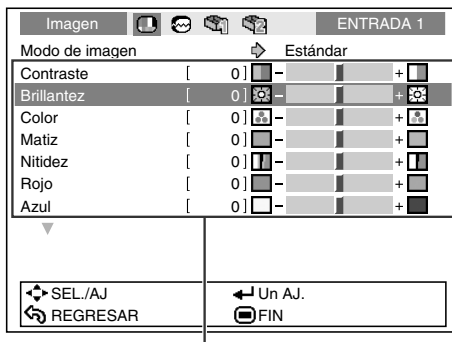 Imagen ENTRADA 1
Modo de imagen Estándar
Contraste [ 0 ] - +
Brillantez [ 0 ] - +
Color [ 0 ] - +
Matiz [ 0 ] - +
Nitidez [ 0 ] - +
Rojo [ 0 ] - +
Azul [ 0 ] - +
SEL./AJ Un AJ.
REGRESAR FIN